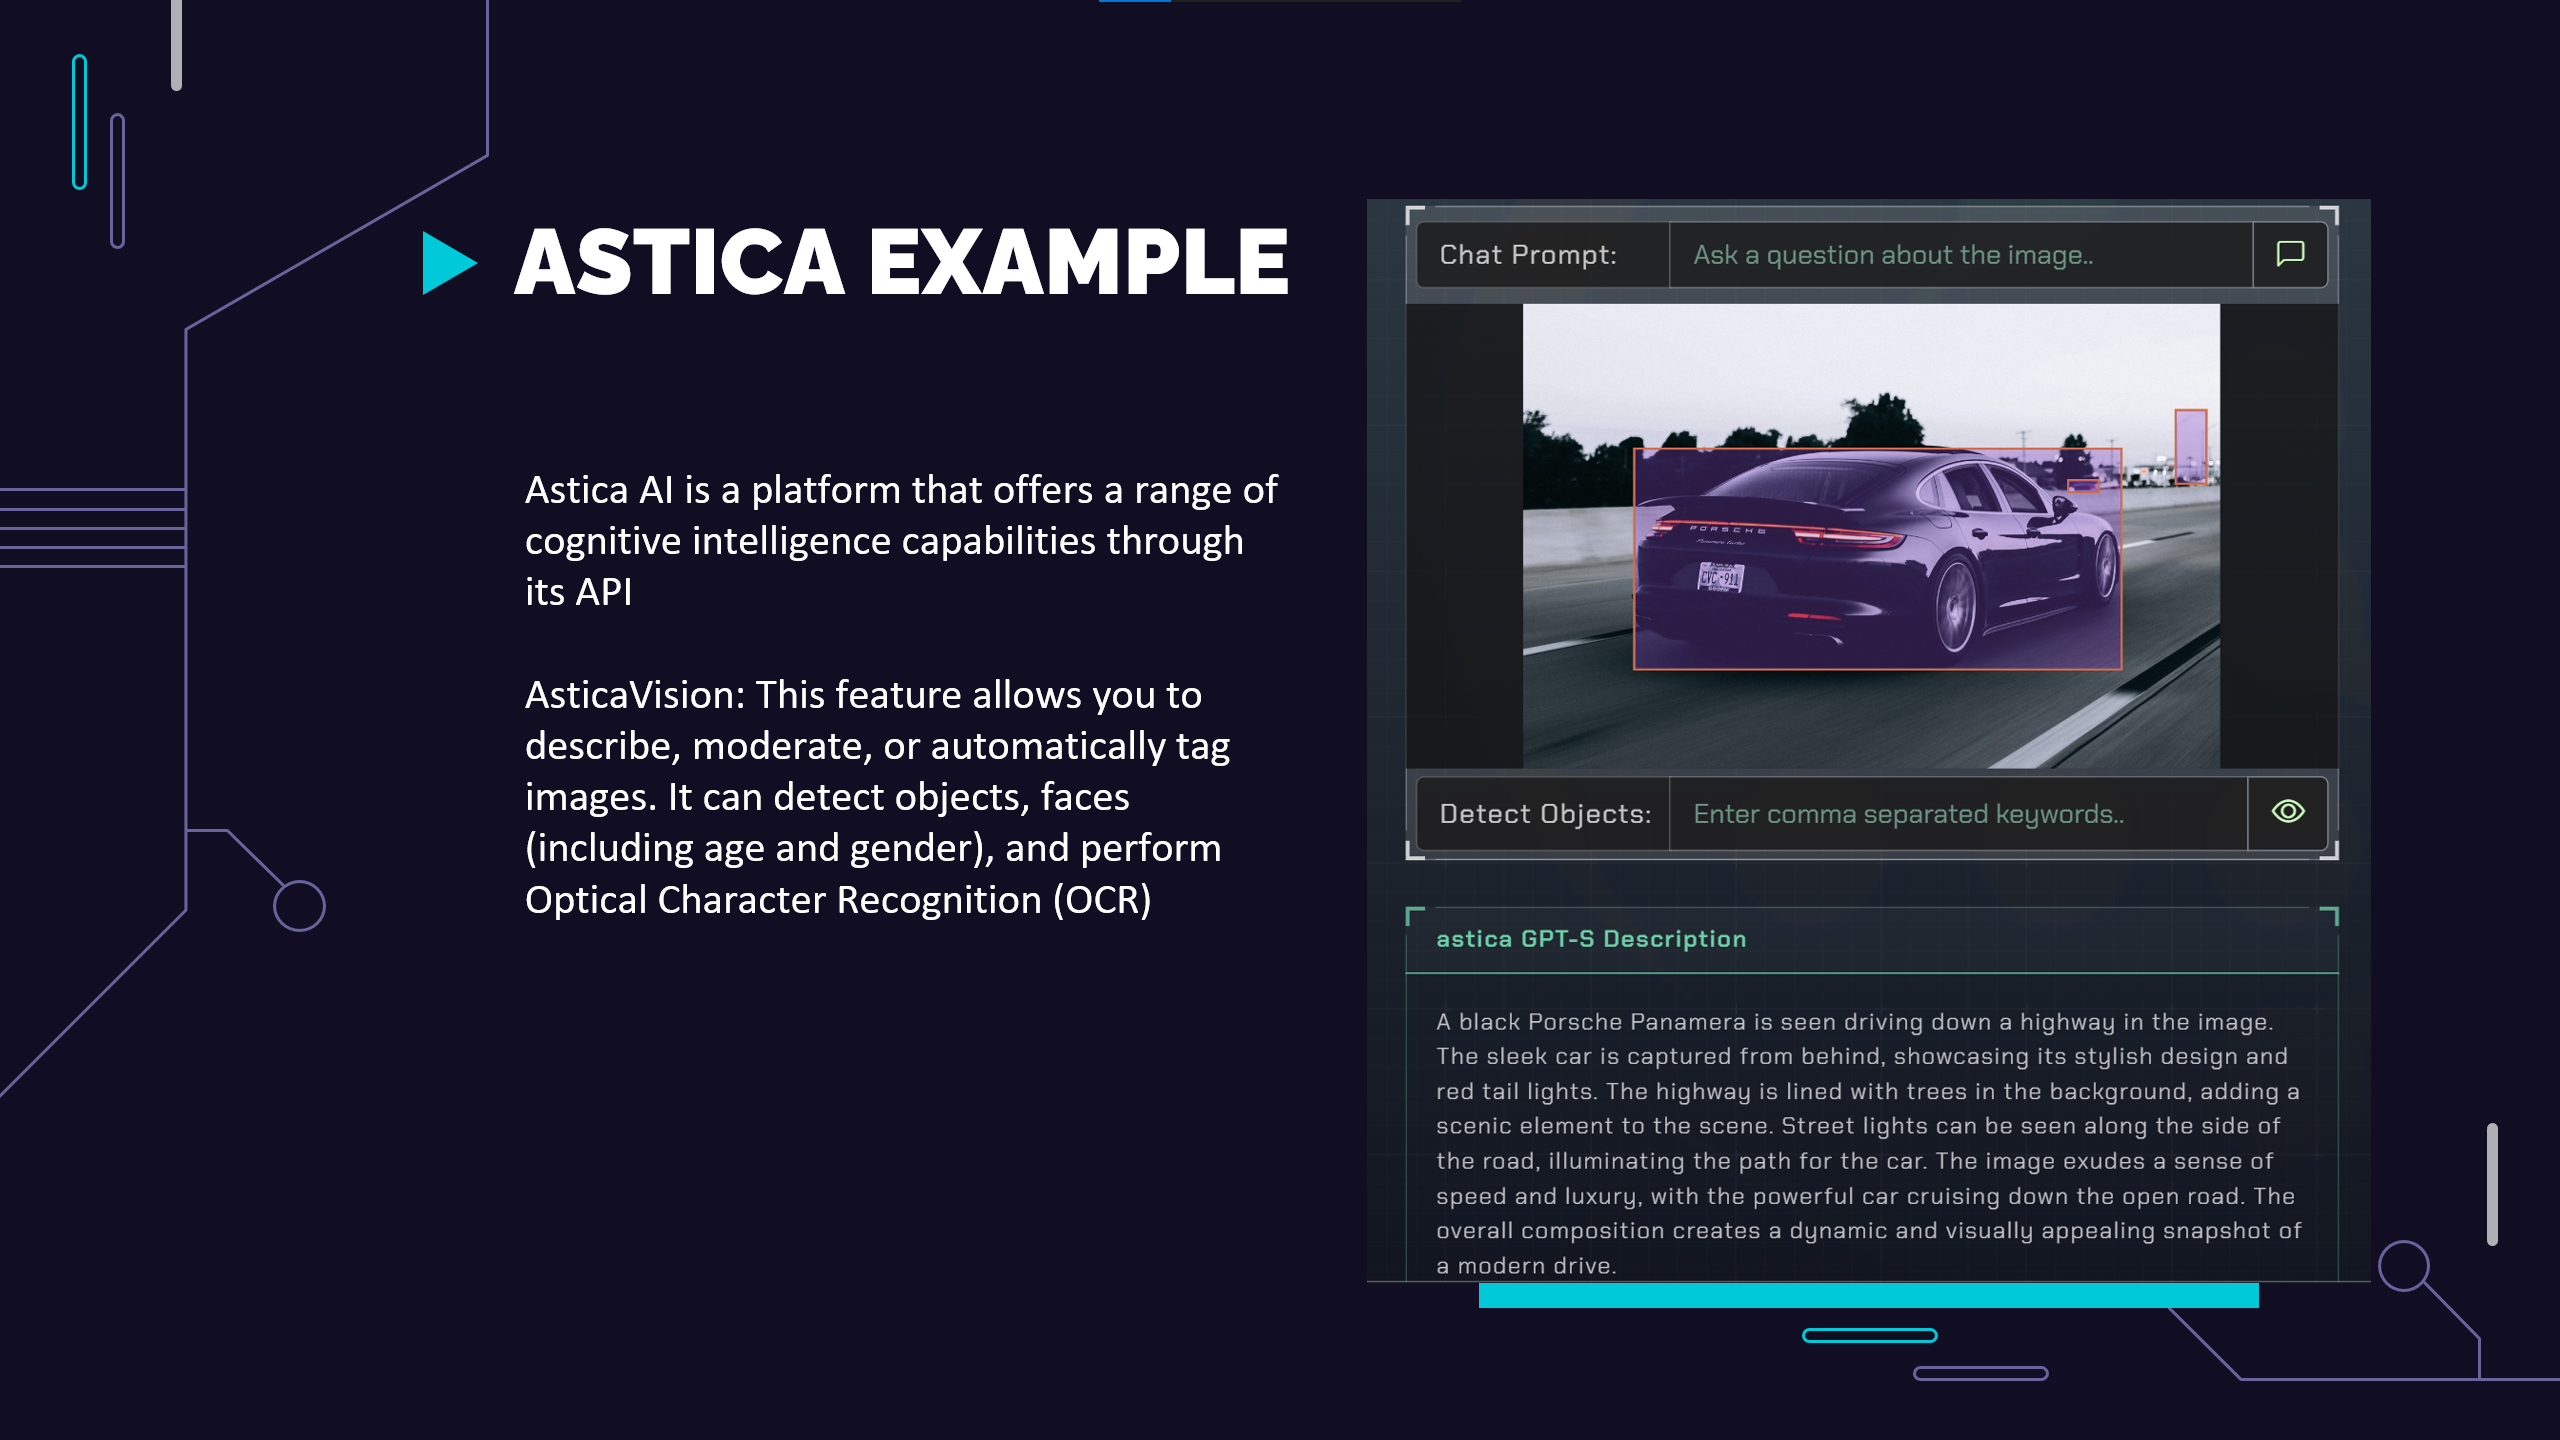 ASTICA EXAMPLE
Astica AI is a platform that offers a range of
cognitive intelligence capabilities through
its API
AsticaVision: This feature allows you to
describe, moderate, or automatically tag
images. It can detect objects, faces
(including age and gender), and perform
Optical Character Recognition (OCR)
Chat Prompt: Ask a question about the image..
PORSCHE
Panamera turbo
CVC-911
Detect Objects: Enter comma separated keywords..
astica GPT-S Description
A black Porsche Panamera is seen driving down a highway in the image.
The sleek car is captured from behind, showcasing its stylish design and
red tail lights. The highway is lined with trees in the background, adding a
scenic element to the scene. Street lights can be seen along the side of
the road, illuminating the path for the car. The image exudes a sense of
speed and luxury, with the powerful car cruising down the open road. The
overall composition creates a dynamic and visually appealing snapshot of
a modern drive.